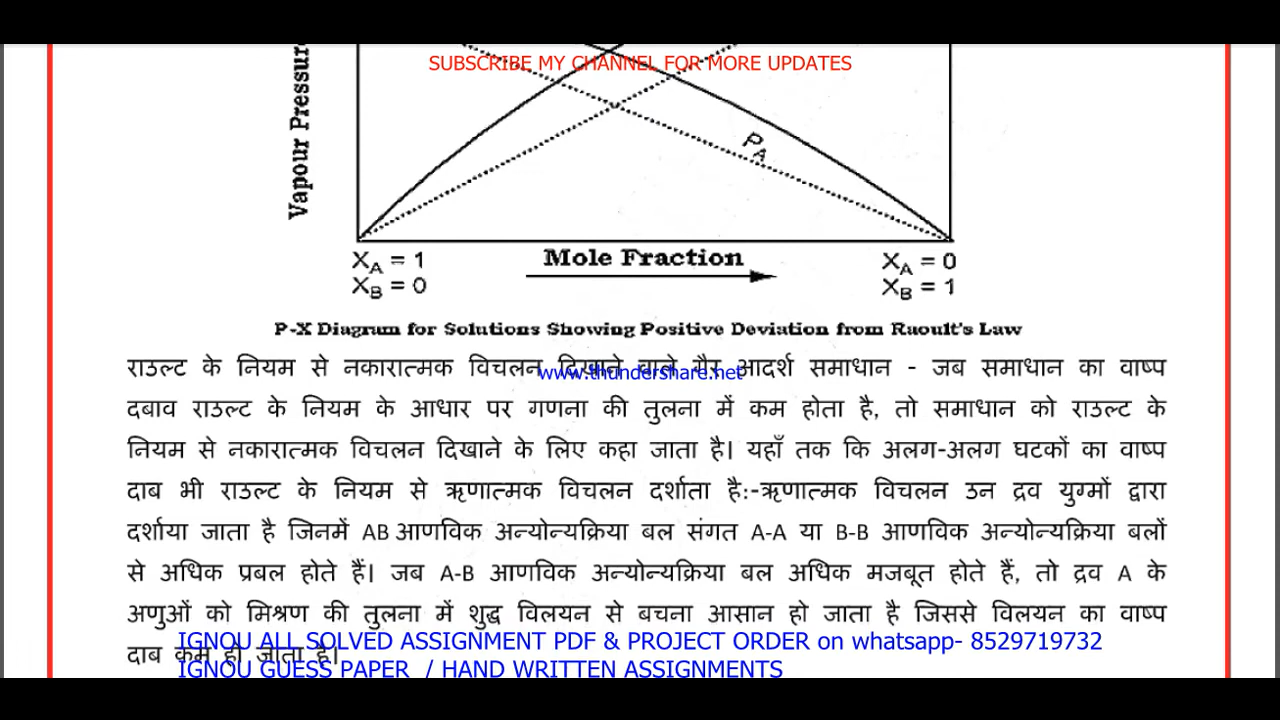 Vapour Pressur
SUBSCRIBE MY CHANNEL FOR MORE UPDATES
PA
XA = 1
XB = 0
Mole Fraction
XA = 0
XB = 1
P-X Diagram for Solutions Showing Positive Deviation from Raoult's Law
राउल्ट के नियम से नकारात्मक विचलन दिखाने वाले गैर आदर्श समाधान - जब समाधान का वाष्प
www.thundershare.net
दबाव राउल्ट के नियम के आधार पर गणना की तुलना में कम होता है, तो समाधान को राउल्ट के
नियम से नकारात्मक विचलन दिखाने के लिए कहा जाता है। यहाँ तक कि अलग-अलग घटकों का वाष्प
दाब भी राउल्ट के नियम से ऋणात्मक विचलन दर्शाता है:-ऋणात्मक विचलन उन द्रव युग्मों द्वारा
दर्शाया जाता है जिनमें AB आणविक अन्योन्यक्रिया बल संगत A-A या B-B आणविक अन्योन्यक्रिया बलों
से अधिक प्रबल होते हैं। जब A-B आणविक अन्योन्यक्रिया बल अधिक मजबूत होते हैं, तो द्रव A के
अणुओं को मिश्रण की तुलना में शुद्ध विलयन से बचना आसान हो जाता है जिससे विलयन का वाष्प
दाब कम हो जाता है।
IGNOU ALL SOLVED ASSIGNMENT PDF & PROJECT ORDER on whatsapp- 8529719732
IGNOU GUESS PAPER / HAND WRITTEN ASSIGNMENTS